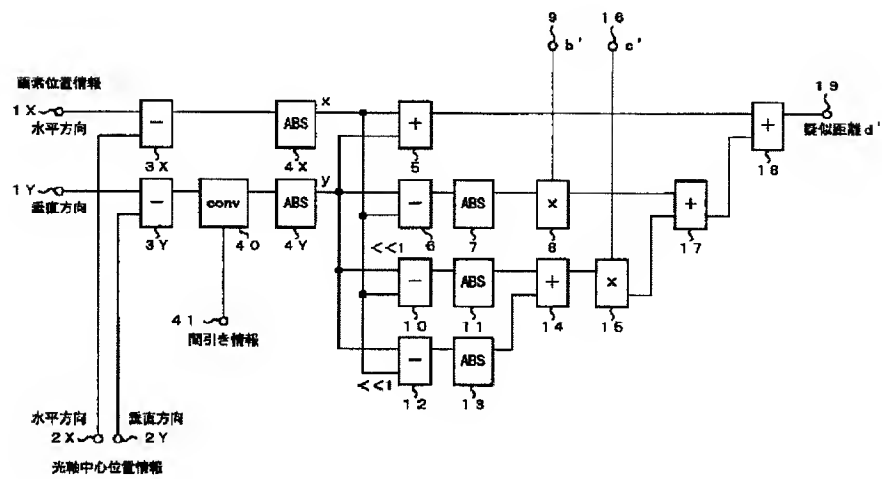 9
16
b'
c'
画素位置情報
1X
水平方向
−
3X
ABS
4X
x
+
5
+
18
19
疑似距離d'
1Y
垂直方向
−
3Y
conv
40
ABS
4Y
y
−
6
<<1
ABS
7
×
8
+
17
−
10
ABS
11
+
14
×
15
41
間引き情報
−
12
<<1
ABS
13
水平方向
垂直方向
2X
2Y
光軸中心位置情報